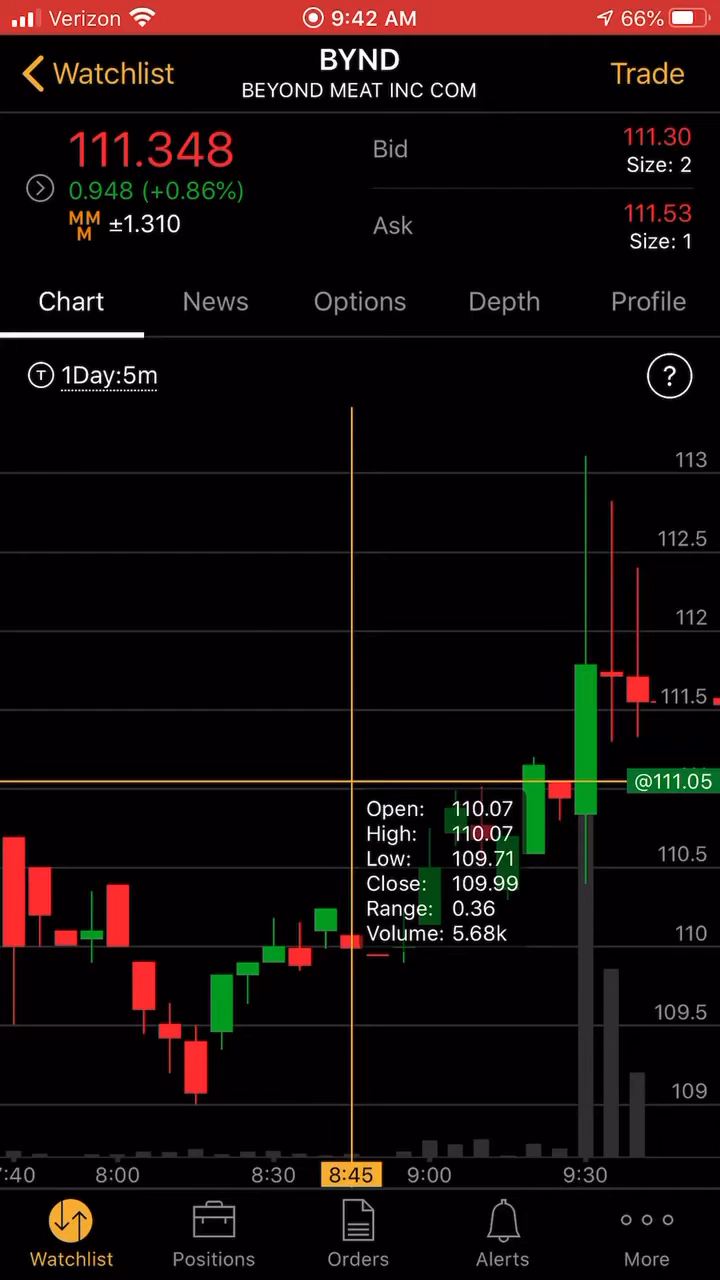 Verizon 9:42 AM 66%
Watchlist BYND Trade
BEYOND MEAT INC COM
111.348 Bid 111.30
Size: 2
0.948 (+0.86%)
MM
M ±1.310 Ask 111.53
Size: 1
Chart News Options Depth Profile
T 1Day:5m ?
113
112.5
112
111.5
@111.05
Open: 110.07
High: 110.07
Low: 109.71
Close: 109.99
Range: 0.36
Volume: 5.68k
110.5
110
109.5
109
7:40 8:00 8:30 8:45 9:00 9:30
Watchlist Positions Orders Alerts More